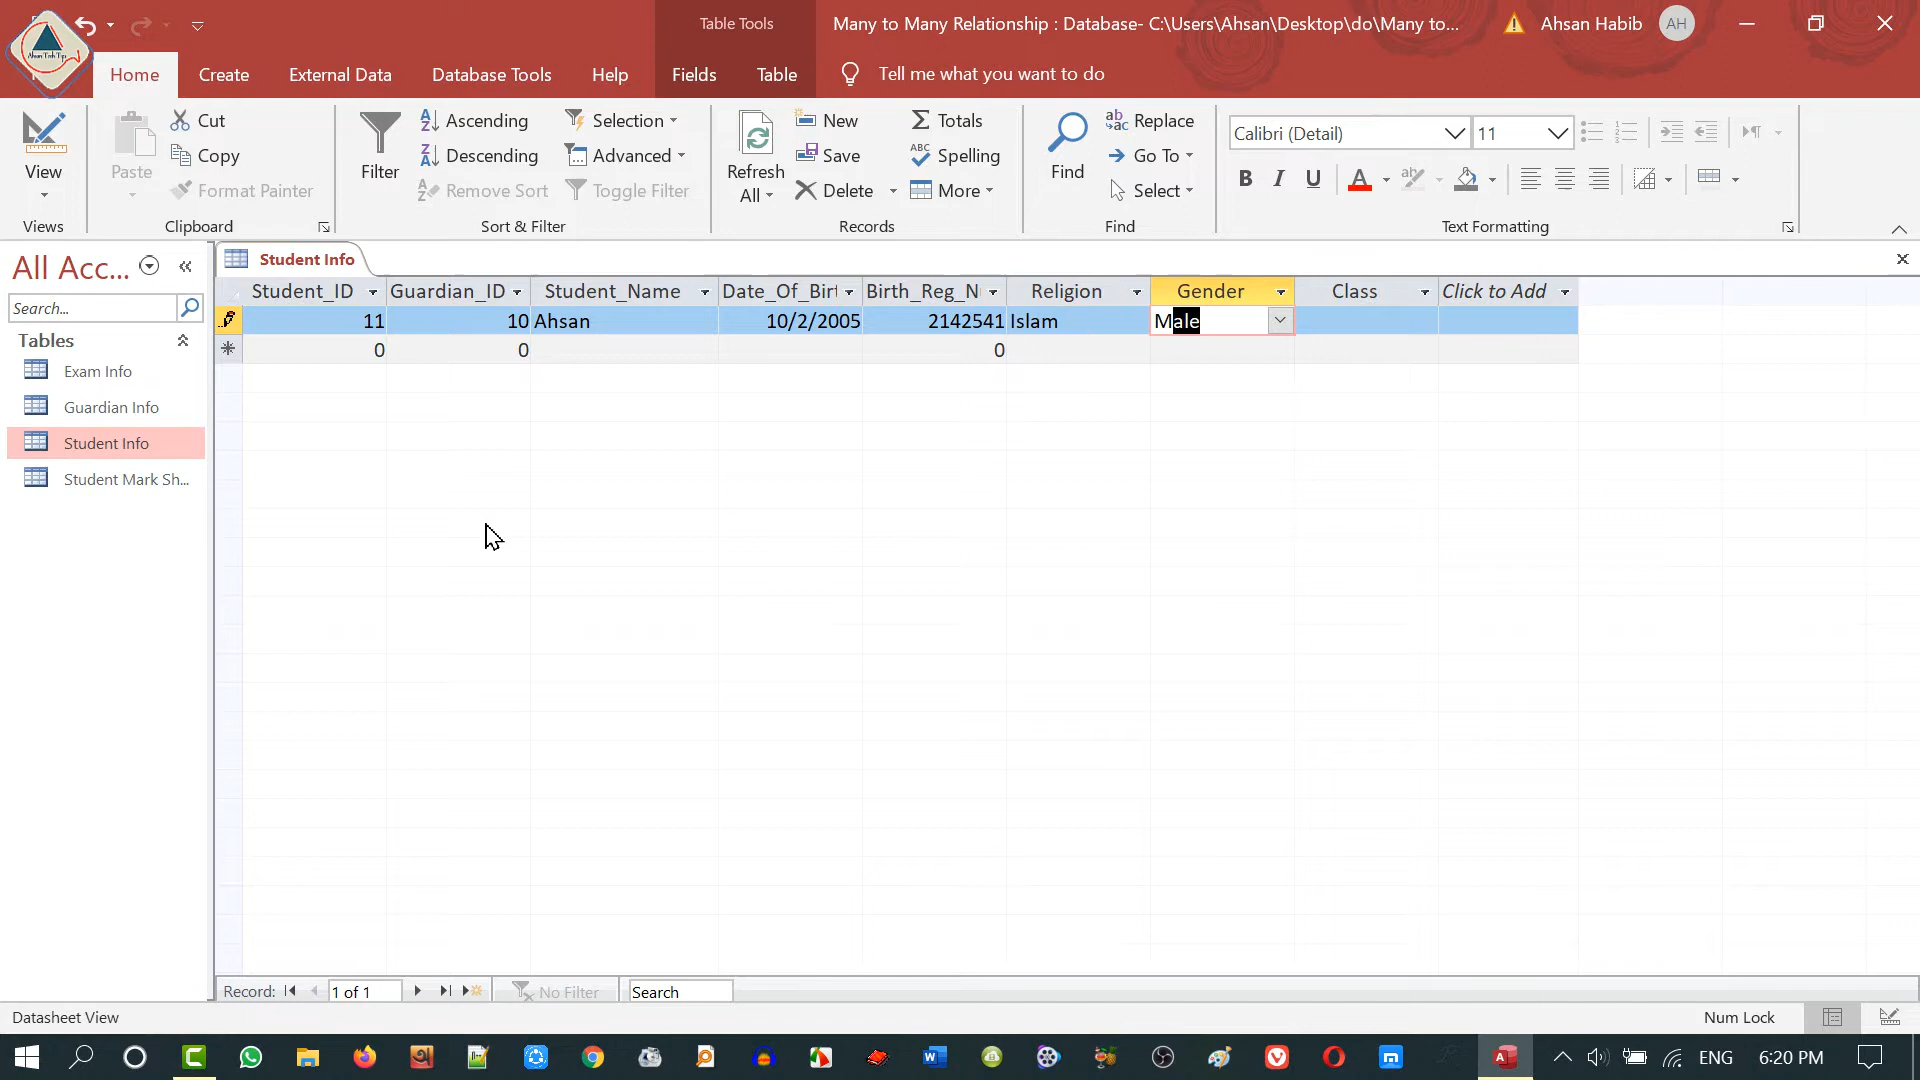 Table Tools
Many to Many Relationship : Database- C:\Users\Ahsan\Desktop\do\Many to...
Ahsan Habib
AH
Home
Create
External Data
Database Tools
Help
Fields
Table
Tell me what you want to do
View
Paste
Cut
Copy
Format Painter
Filter
Ascending
Descending
Remove Sort
Selection
Advanced
Toggle Filter
Refresh
All
New
Save
Delete
Totals
Spelling
More
Find
Replace
Go To
Select
Calibri (Detail)
11
B I U
Views
Clipboard
Sort & Filter
Records
Find
Text Formatting
All Acc...
Search...
Tables
Exam Info
Guardian Info
Student Info
Student Mark Sh...
Student Info
Student_ID Guardian_ID Student_Name Date_Of_Birt Birth_Reg_N Religion Gender Class Click to Add
11 10 Ahsan 10/2/2005 2142541 Islam Male
0 0 0
Record: 1 of 1 No Filter Search
Datasheet View
Num Lock
ENG
6:20 PM